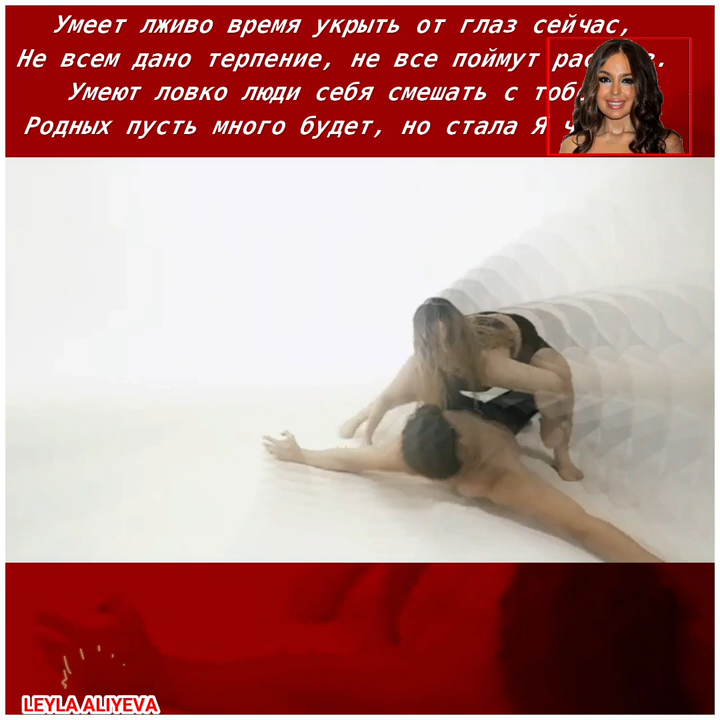 Умеет лживо время укрыть от глаз сейчас,
Не всем дано терпение, не все поймут
Умеют ловко люди себя смешать с
Родных пусть много будет, но стала Я
LEYLA ALIYEVA